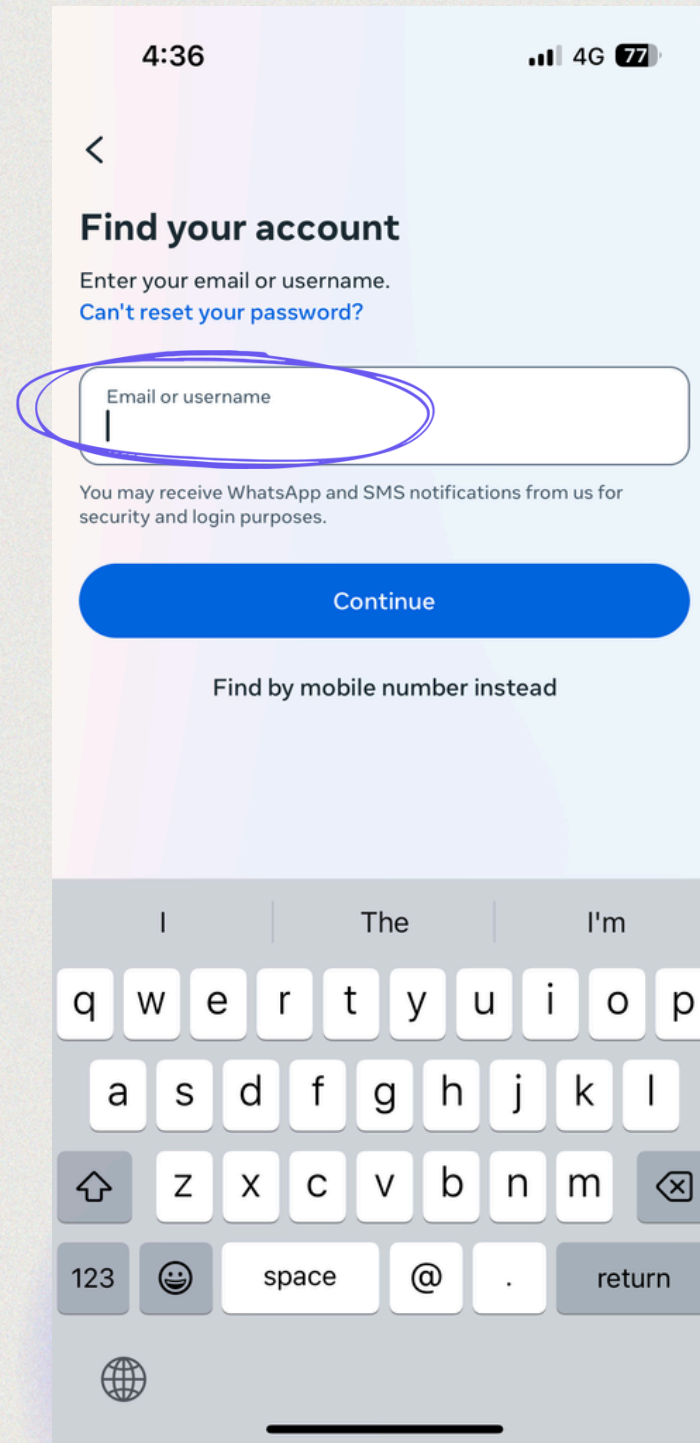 4:36
4G 77
Find your account
Enter your email or username.
Can't reset your password?
Email or username
You may receive WhatsApp and SMS notifications from us for
security and login purposes.
Continue
Find by mobile number instead
I The I'm
q w e r t y u i o p
a s d f g h j k l
z x c v b n m
123 space @ . return